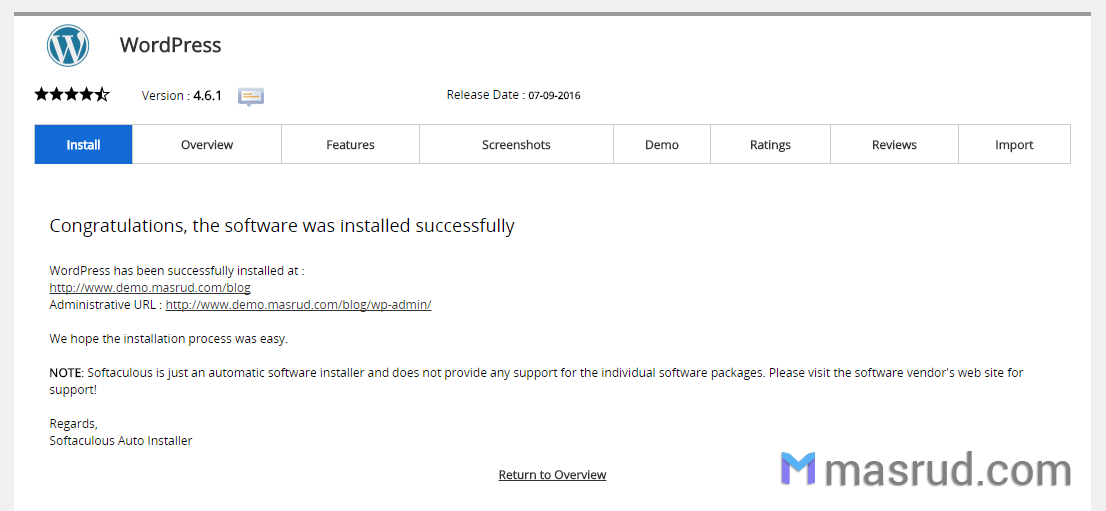 WordPress
Version : 4.6.1
Release Date : 07-09-2016
Install
Overview
Features
Screenshots
Demo
Ratings
Reviews
Import
Congratulations, the software was installed successfully
WordPress has been successfully installed at :
http://www.demo.masrud.com/blog
Administrative URL : http://www.demo.masrud.com/blog/wp-admin/
We hope the installation process was easy.
NOTE: Softaculous is just an automatic software installer and does not provide any support for the individual software packages. Please visit the software vendor's web site for
support!
Regards,
Softaculous Auto Installer
Return to Overview
masrud.com